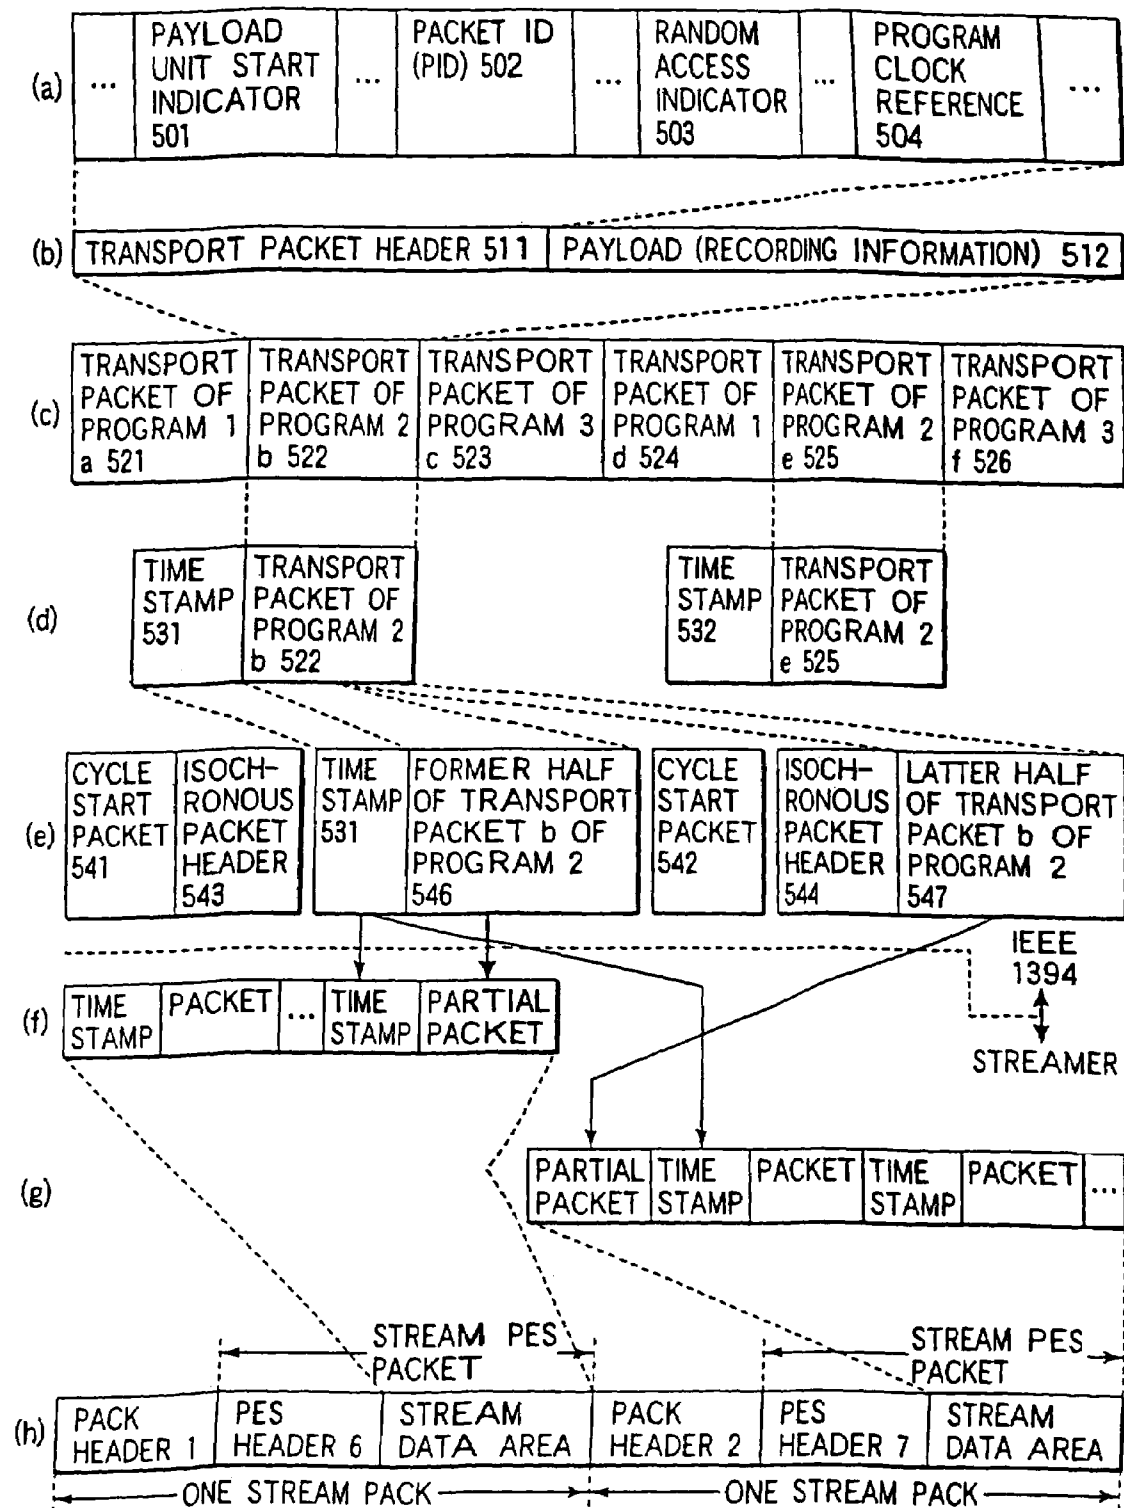 (a)
...
PAYLOAD
UNIT START
INDICATOR
501
...
PACKET ID
(PID) 502
...
RANDOM
ACCESS
INDICATOR
503
...
PROGRAM
CLOCK
REFERENCE
504
...
(b)
TRANSPORT PACKET HEADER 511
PAYLOAD (RECORDING INFORMATION) 512
(c)
TRANSPORT
PACKET OF
PROGRAM 1
a 521
TRANSPORT
PACKET OF
PROGRAM 2
b 522
TRANSPORT
PACKET OF
PROGRAM 3
c 523
TRANSPORT
PACKET OF
PROGRAM 1
d 524
TRANSPORT
PACKET OF
PROGRAM 2
e 525
TRANSPORT
PACKET OF
PROGRAM 3
f 526
(d)
TIME
STAMP
531
TRANSPORT
PACKET OF
PROGRAM 2
b 522
TIME
STAMP
532
TRANSPORT
PACKET OF
PROGRAM 2
e 525
(e)
CYCLE
START
PACKET
541
ISOCH-
RONOUS
PACKET
HEADER
543
TIME
STAMP
531
FORMER HALF
OF TRANSPORT
PACKET b OF
PROGRAM 2
546
CYCLE
START
PACKET
542
ISOCH-
RONOUS
PACKET
HEADER
544
LATTER HALF
OF TRANSPORT
PACKET b OF
PROGRAM 2
547
IEEE
1394
STREAMER
(f)
TIME
STAMP
PACKET
...
TIME
STAMP
PARTIAL
PACKET
(g)
PARTIAL
PACKET
TIME
STAMP
PACKET
TIME
STAMP
PACKET
...
STREAM PES
PACKET
STREAM PES
PACKET
(h)
PACK
HEADER 1
PES
HEADER 6
STREAM
DATA AREA
PACK
HEADER 2
PES
HEADER 7
STREAM
DATA AREA
ONE STREAM PACK
ONE STREAM PACK